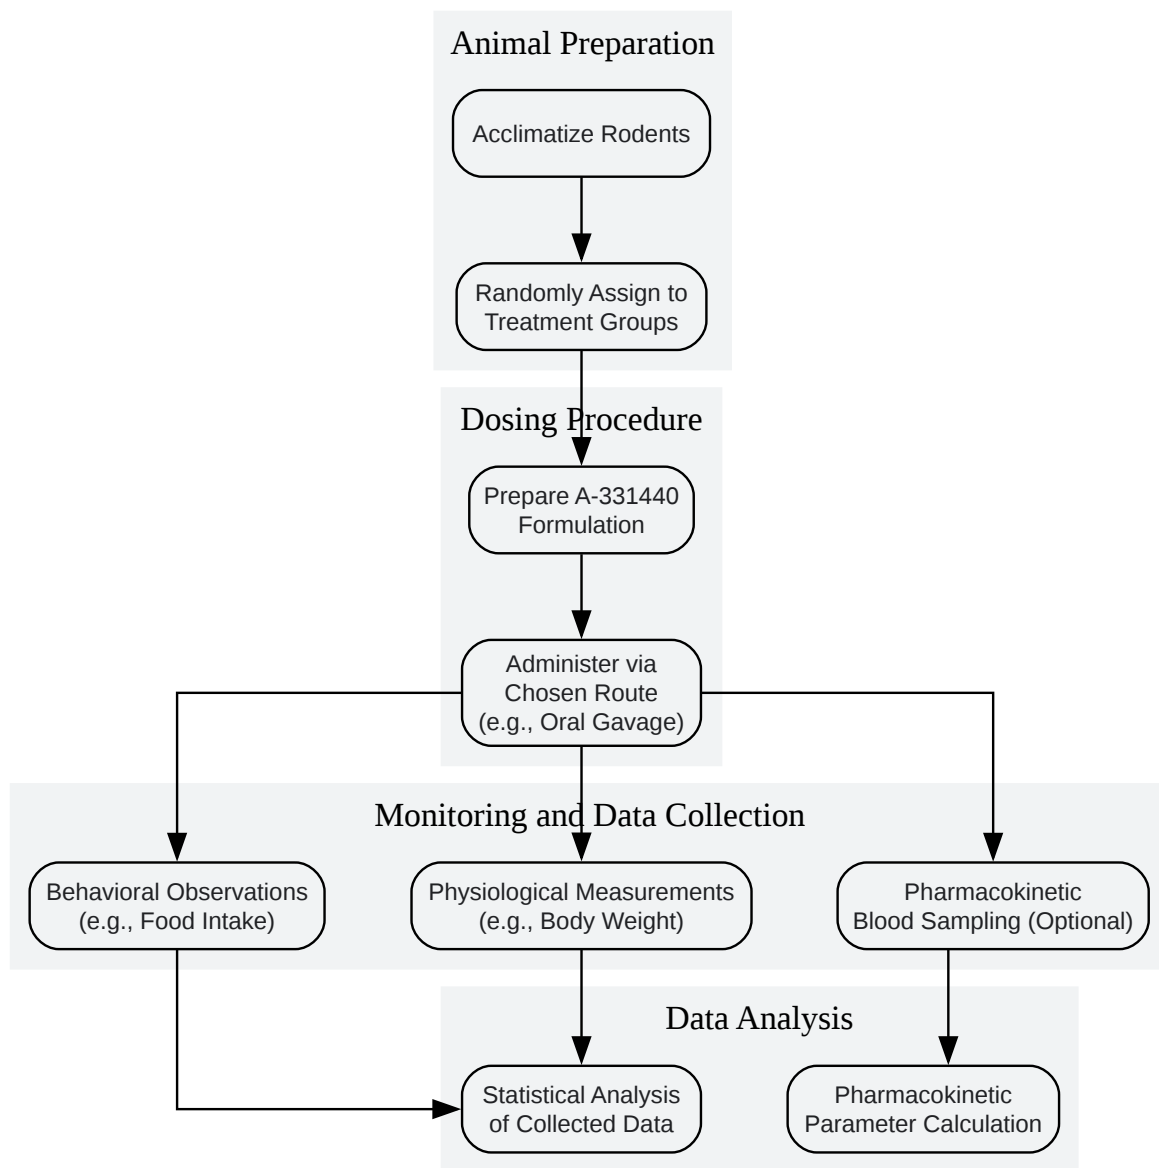 Animal Preparation
Acclimatize Rodents
Randomly Assign to
Treatment Groups
Dosing Procedure
Prepare A-331440
Formulation
Administer via
Chosen Route
(e.g., Oral Gavage)
Monitoring and Data Collection
Behavioral Observations
(e.g., Food Intake)
Physiological Measurements
(e.g., Body Weight)
Pharmacokinetic
Blood Sampling (Optional)
Data Analysis
Statistical Analysis
of Collected Data
Pharmacokinetic
Parameter Calculation